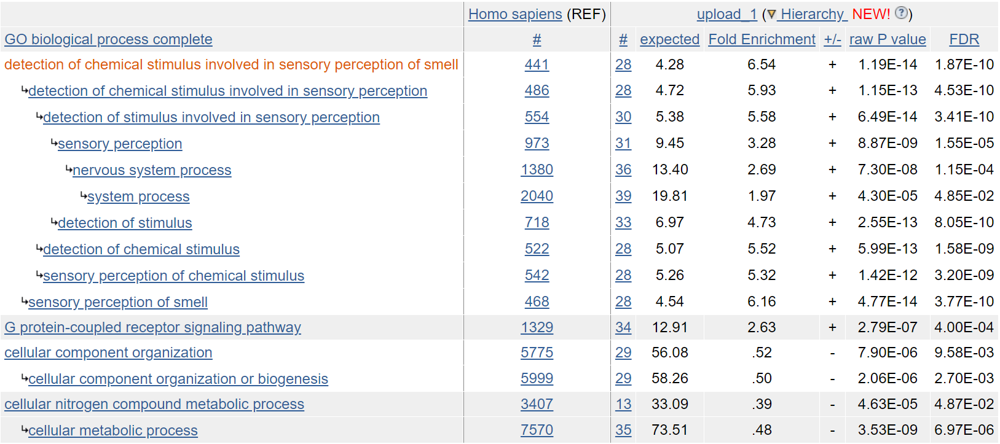 Homo sapiens (REF) upload_1 (Hierarchy NEW! ?)
GO biological process complete # # expected Fold Enrichment +/- raw P value FDR
detection of chemical stimulus involved in sensory perception of smell 441 28 4.28 6.54 + 1.19E-14 1.87E-10
detection of chemical stimulus involved in sensory perception 486 28 4.72 5.93 + 1.15E-13 4.53E-10
detection of stimulus involved in sensory perception 554 30 5.38 5.58 + 6.49E-14 3.41E-10
sensory perception 973 31 9.45 3.28 + 8.87E-09 1.55E-05
nervous system process 1380 36 13.40 2.69 + 7.30E-08 1.15E-04
system process 2040 39 19.81 1.97 + 4.30E-05 4.85E-02
detection of stimulus 718 33 6.97 4.73 + 2.55E-13 8.05E-10
detection of chemical stimulus 522 28 5.07 5.52 + 5.99E-13 1.58E-09
sensory perception of chemical stimulus 542 28 5.26 5.32 + 1.42E-12 3.20E-09
sensory perception of smell 468 28 4.54 6.16 + 4.77E-14 3.77E-10
G protein-coupled receptor signaling pathway 1329 34 12.91 2.63 + 2.79E-07 4.00E-04
cellular component organization 5775 29 56.08 .52 - 7.90E-06 9.58E-03
cellular component organization or biogenesis 5999 29 58.26 .50 - 2.06E-06 2.70E-03
cellular nitrogen compound metabolic process 3407 13 33.09 .39 - 4.63E-05 4.87E-02
cellular metabolic process 7570 35 73.51 .48 - 3.53E-09 6.97E-06